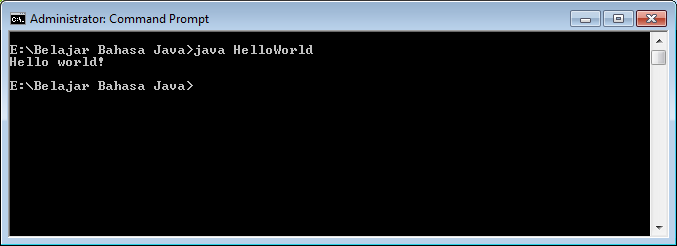 Administrator: Command Prompt
E:\Belajar Bahasa Java>java HelloWorld
Hello world!
E:\Belajar Bahasa Java>